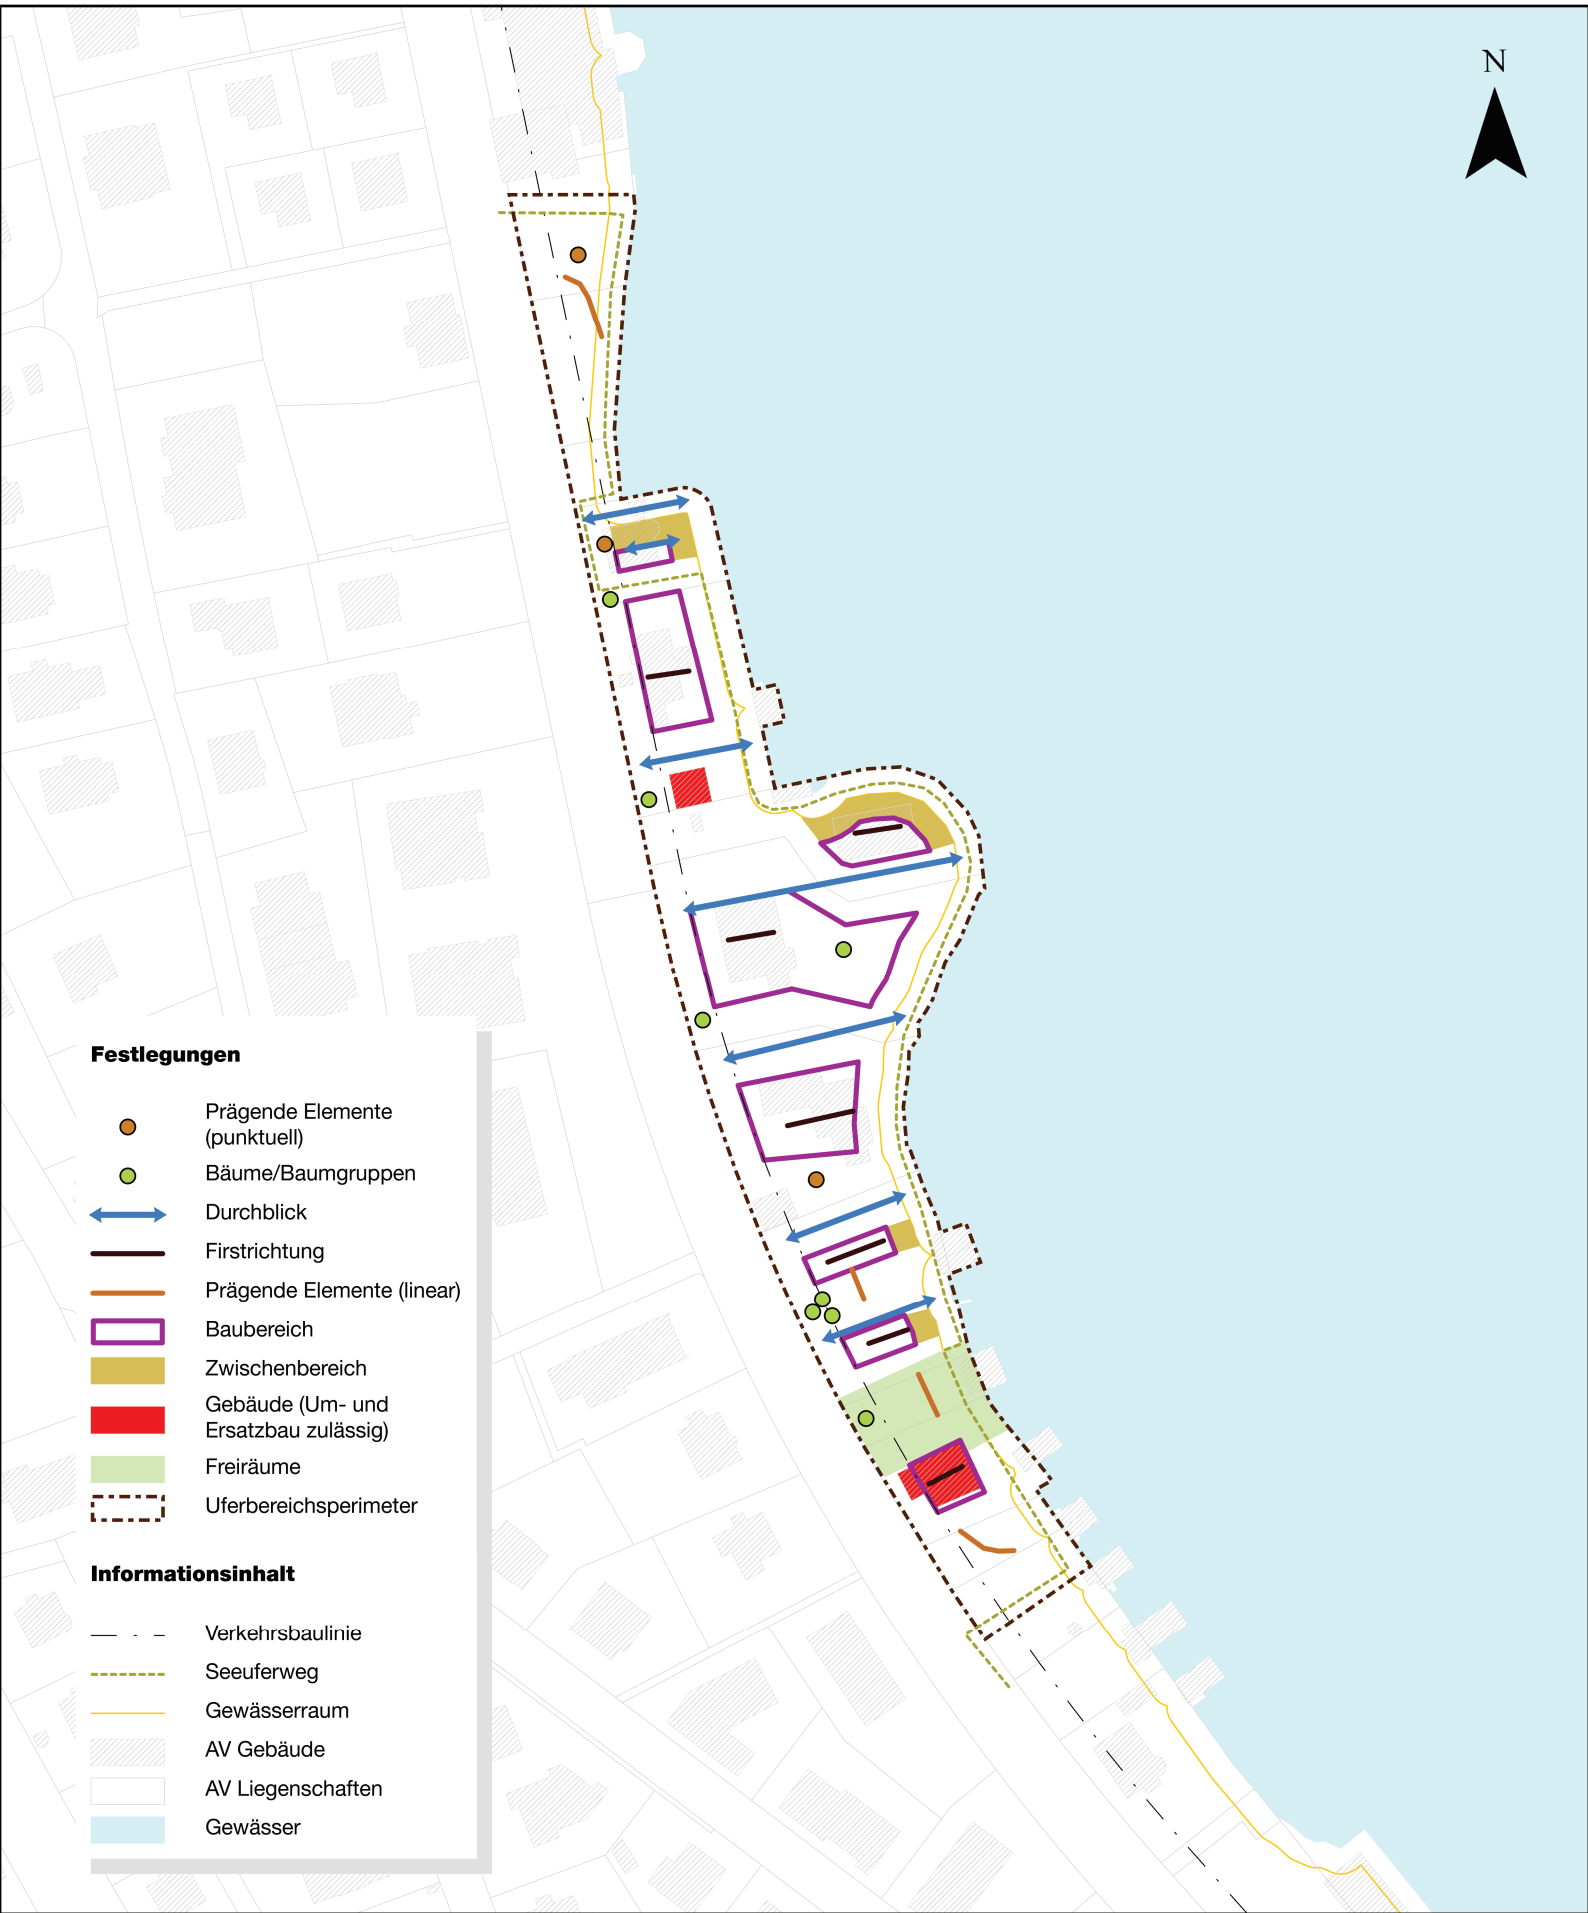 N
Festlegungen
Prägende Elemente
(punktuell)
Bäume/Baumgruppen
Durchblick
Firstrichtung
Prägende Elemente (linear)
Baubereich
Zwischenbereich
Gebäude (Um- und
Ersatzbau zulässig)
Freiräume
Uferbereichsperimeter
Informationsinhalt
Verkehrsbaulinie
Seeuferweg
Gewässerraum
AV Gebäude
AV Liegenschaften
Gewässer